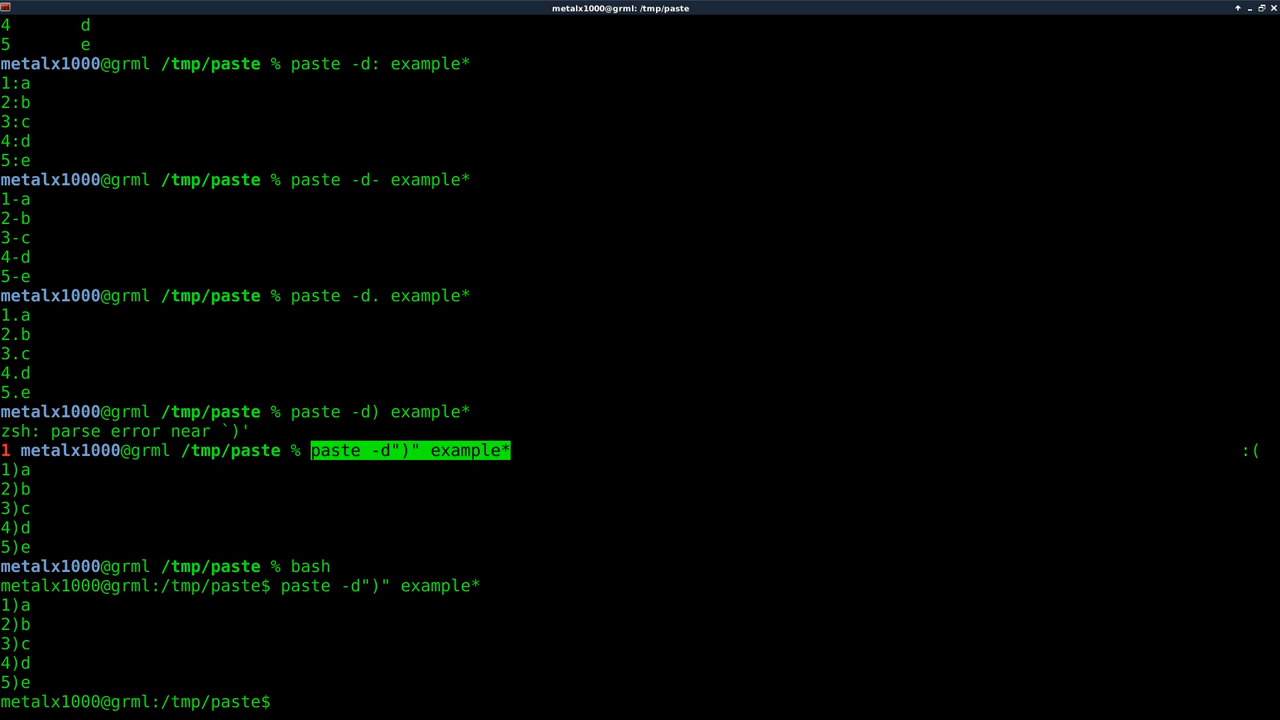 metalx1000@grml: /tmp/paste
4       d
5       e
metalx1000@grml /tmp/paste % paste -d: example*
1:a
2:b
3:c
4:d
5:e
metalx1000@grml /tmp/paste % paste -d- example*
1-a
2-b
3-c
4-d
5-e
metalx1000@grml /tmp/paste % paste -d. example*
1.a
2.b
3.c
4.d
5.e
metalx1000@grml /tmp/paste % paste -d) example*
zsh: parse error near `)'
1 metalx1000@grml /tmp/paste % paste -d")" example* :(
1)a
2)b
3)c
4)d
5)e
metalx1000@grml /tmp/paste % bash
metalx1000@grml:/tmp/paste$ paste -d")" example*
1)a
2)b
3)c
4)d
5)e
metalx1000@grml:/tmp/paste$